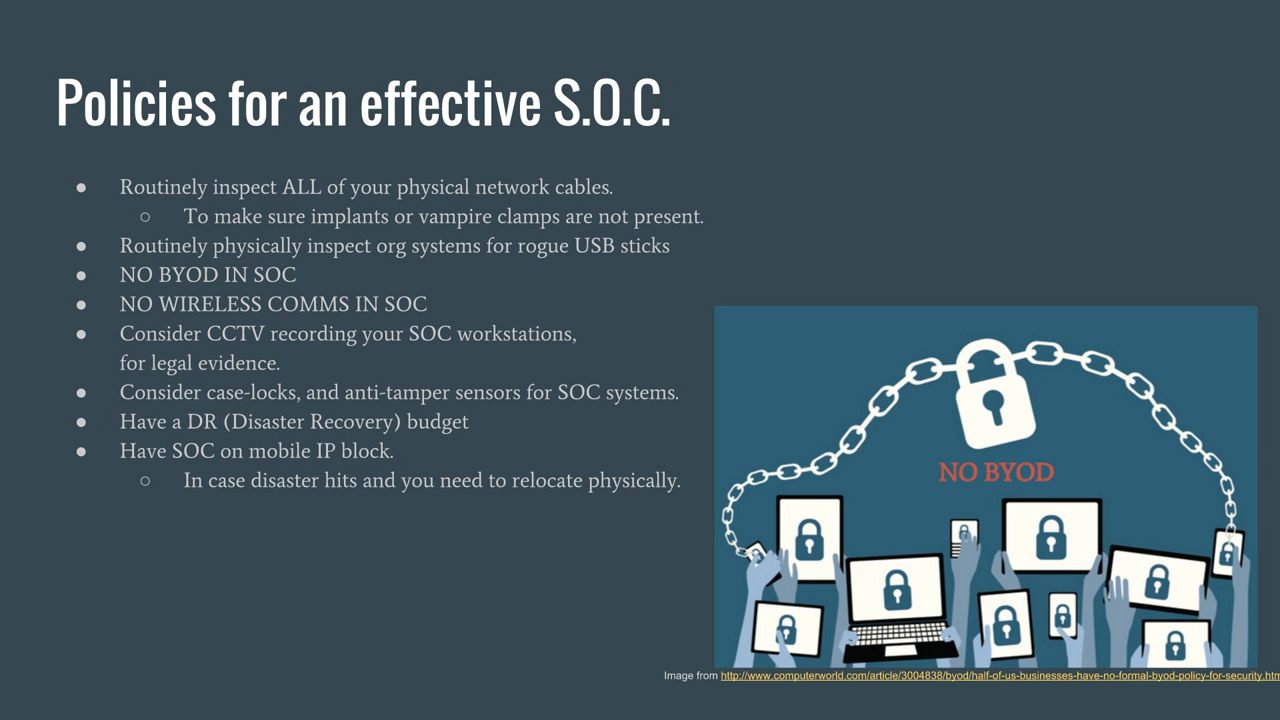 Policies for an effective S.O.C.
● Routinely inspect ALL of your physical network cables.
○ To make sure implants or vampire clamps are not present.
● Routinely physically inspect org systems for rogue USB sticks
● NO BYOD IN SOC
● NO WIRELESS COMMS IN SOC
● Consider CCTV recording your SOC workstations,
for legal evidence.
● Consider case-locks, and anti-tamper sensors for SOC systems.
● Have a DR (Disaster Recovery) budget
● Have SOC on mobile IP block.
○ In case disaster hits and you need to relocate physically.
NO BYOD
Image from http://www.computerworld.com/article/3004838/byod/half-of-us-businesses-have-no-formal-byod-policy-for-security.htm